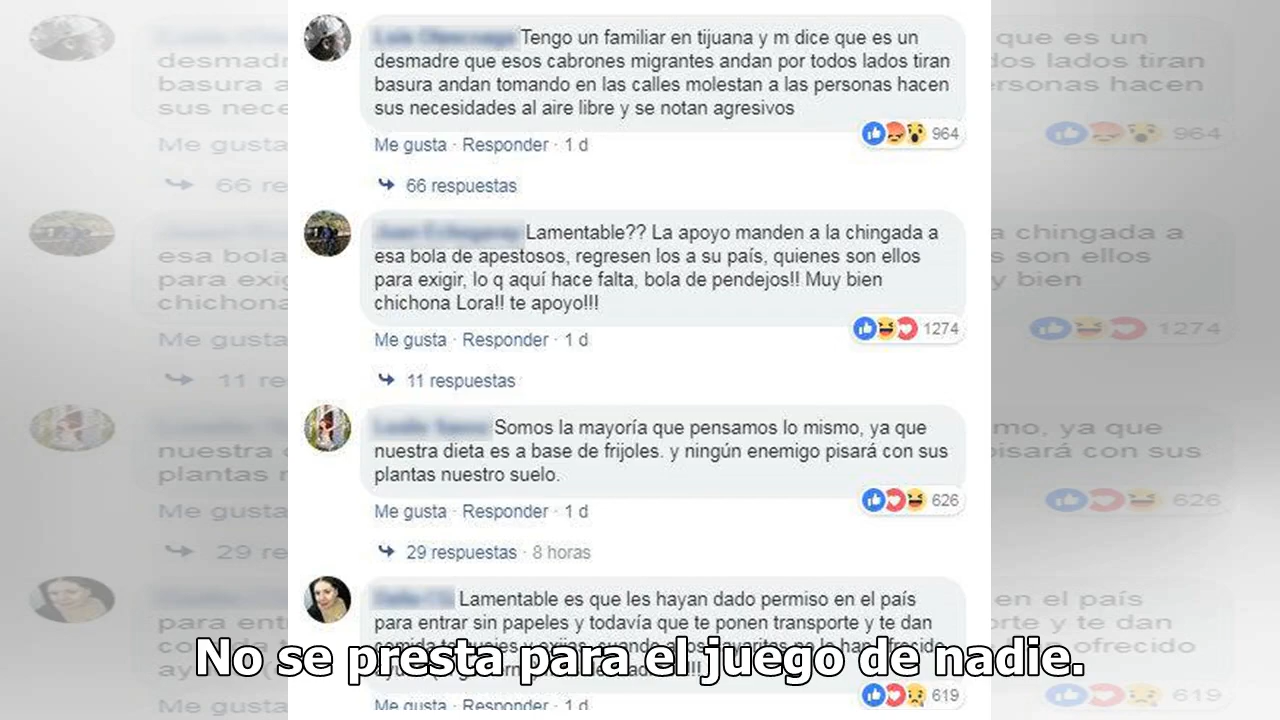 Tengo un familiar en tijuana y m dice que es un
desmadre que esos cabrones migrantes andan por todos lados tiran
basura andan tomando en las calles molestan a las personas hacen
sus necesidades al aire libre y se notan agresivos
964
Me gusta · Responder · 1 d
66 respuestas
Lamentable?? La apoyo manden a la chingada a
esa bola de apestosos, regresen los a su país, quienes son ellos
para exigir, lo q aquí hace falta, bola de pendejos!! Muy bien
chichona Lora!! te apoyo!!!
1274
Me gusta · Responder · 1 d
11 respuestas
Somos la mayoría que pensamos lo mismo, ya que
nuestra dieta es a base de frijoles. y ningún enemigo pisará con sus
plantas nuestro suelo.
626
Me gusta · Responder · 1 d
29 respuestas · 8 horas
Lamentable es que les hayan dado permiso en el país
para entrar sin papeles y todavía que te ponen transporte y te dan
No se presta para el juego de nadie.
619
Me gusta · Responder · 1 d